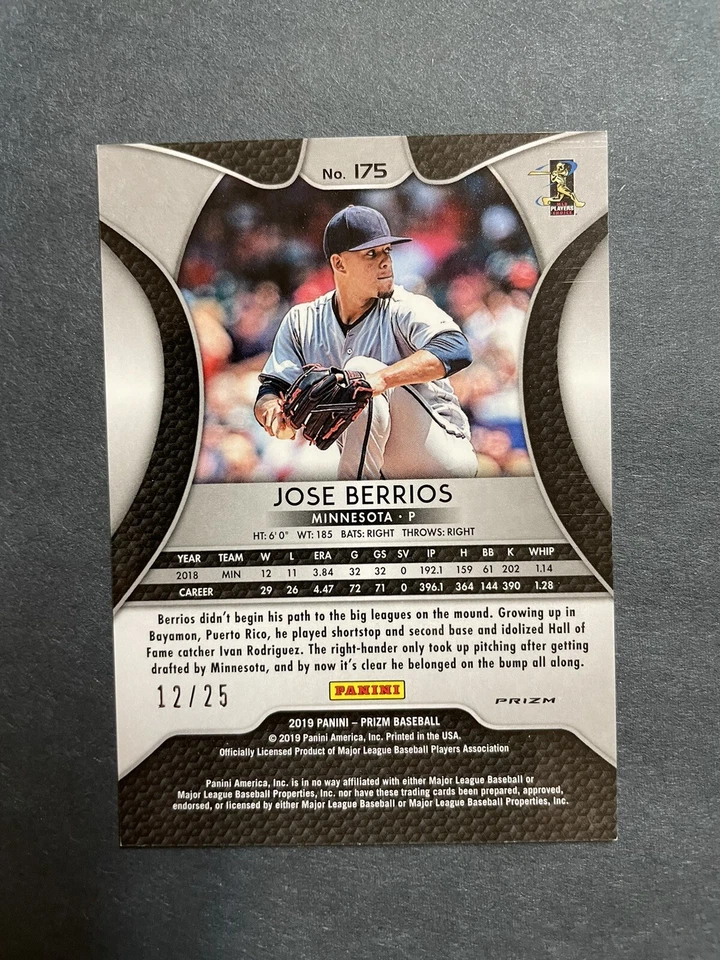 No. 175
MLB PLAYERS CHOICE
JOSE BERRIOS
MINNESOTA · P
HT: 6'0" WT: 185 BATS: RIGHT THROWS: RIGHT
YEAR TEAM W L ERA G GS SV IP H BB K WHIP
2018 MIN 12 11 3.84 32 32 0 192.1 159 61 202 1.14
CAREER 29 26 4.47 72 71 0 396.1 364 144 390 1.28
Berrios didn't begin his path to the big leagues on the mound. Growing up in
Bayamon, Puerto Rico, he played shortstop and second base and idolized Hall of
Fame catcher Ivan Rodriguez. The right-hander only took up pitching after getting
drafted by Minnesota, and by now it's clear he belonged on the bump all along.
12/25 PANINI PRIZM
2019 PANINI – PRIZM BASEBALL
© 2019 Panini America, Inc. Printed in the USA.
Officially Licensed Product of Major League Baseball Players Association
Panini America, Inc. is in no way affiliated with either Major League Baseball or
Major League Baseball Properties, Inc. nor have these trading cards been prepared, approved,
endorsed, or licensed by either Major League Baseball or Major League Baseball Properties, Inc.